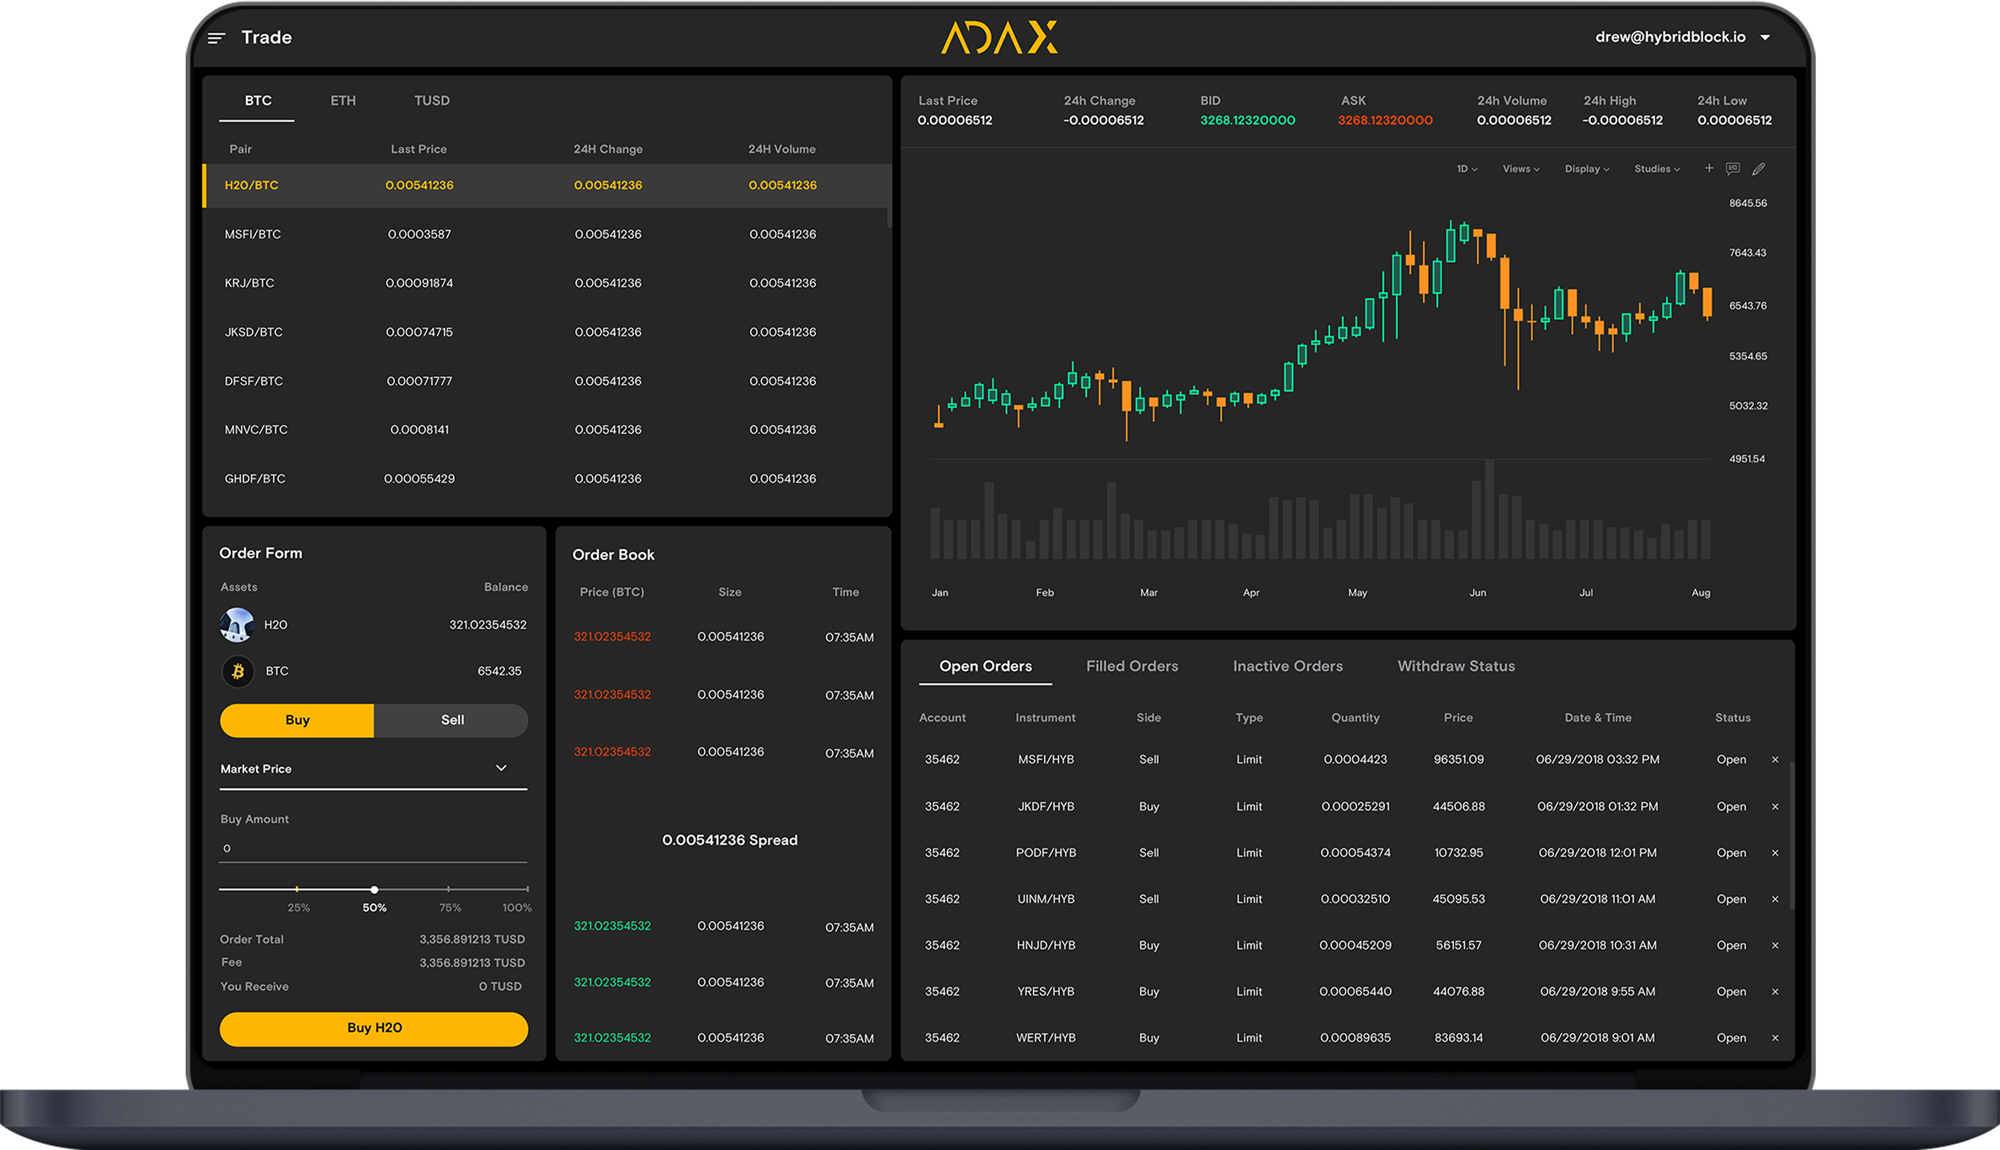 Trade
ADAX
drew@hybridblock.io
BTC ETH TUSD
Pair Last Price 24H Change 24H Volume
H2O/BTC 0.00541236 0.00541236 0.00541236
MSFI/BTC 0.0003587 0.00541236 0.00541236
KRJ/BTC 0.00091874 0.00541236 0.00541236
JKSD/BTC 0.00074715 0.00541236 0.00541236
DFSF/BTC 0.00071777 0.00541236 0.00541236
MNVC/BTC 0.0008141 0.00541236 0.00541236
GHDF/BTC 0.00055429 0.00541236 0.00541236
Last Price 24h Change BID ASK 24h Volume 24h High 24h Low
0.00006512 -0.00006512 3268.12320000 3268.12320000 0.00006512 -0.00006512 0.00006512
1D Views Display Studies
8645.56
7643.43
6543.76
5354.65
5032.32
4951.54
Jan Feb Mar Apr May Jun Jul Aug
Order Form
Assets Balance
H2O 321.02354532
BTC 6542.35
Buy Sell
Market Price
Buy Amount
0
25% 50% 75% 100%
Order Total 3,356.891213 TUSD
Fee 3,356.891213 TUSD
You Receive 0 TUSD
Buy H2O
Order Book
Price (BTC) Size Time
321.02354532 0.00541236 07:35AM
321.02354532 0.00541236 07:35AM
321.02354532 0.00541236 07:35AM
0.00541236 Spread
321.02354532 0.00541236 07:35AM
321.02354532 0.00541236 07:35AM
321.02354532 0.00541236 07:35AM
Open Orders Filled Orders Inactive Orders Withdraw Status
Account Instrument Side Type Quantity Price Date & Time Status
35462 MSFI/HYB Sell Limit 0.0004423 96351.09 06/29/2018 03:32 PM Open ×
35462 JKDF/HYB Buy Limit 0.00025291 44506.88 06/29/2018 01:32 PM Open ×
35462 PODF/HYB Sell Limit 0.00054374 10732.95 06/29/2018 12:01 PM Open ×
35462 UINM/HYB Sell Limit 0.00032510 45095.53 06/29/2018 11:01 AM Open ×
35462 HNJD/HYB Buy Limit 0.00045209 56151.57 06/29/2018 10:31 AM Open ×
35462 YRES/HYB Buy Limit 0.00065440 44076.88 06/29/2018 9:55 AM Open ×
35462 WERT/HYB Buy Limit 0.00089635 83693.14 06/29/2018 9:01 AM Open ×